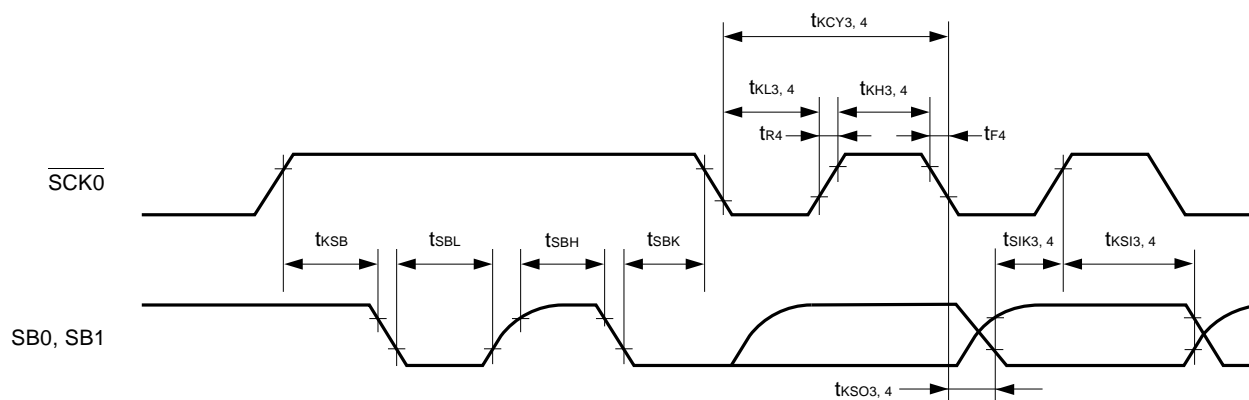 tKCY3, 4
tKL3, 4 tKH3, 4
tR4 tF4
SCK0
tKSB tSBL tSBH tSBK tSIK3, 4 tKSI3, 4
SB0, SB1
tKSO3, 4